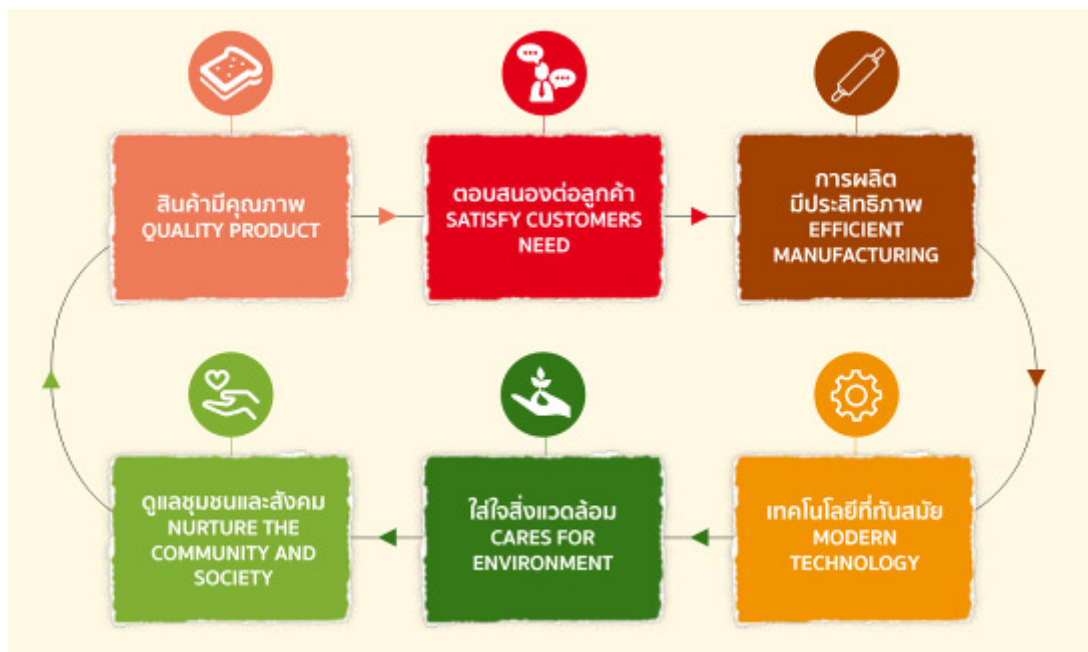 สินค้ามีคุณภาพ
QUALITY PRODUCT
ตอบสนองต่อลูกค้า
SATISFY CUSTOMERS
NEED
การผลิต
มีประสิทธิภาพ
EFFICIENT
MANUFACTURING
เทคโนโลยีที่ทันสมัย
MODERN
TECHNOLOGY
ใส่ใจสิ่งแวดล้อม
CARES FOR
ENVIRONMENT
ดูแลชุมชนและสังคม
NURTURE THE
COMMUNITY AND
SOCIETY